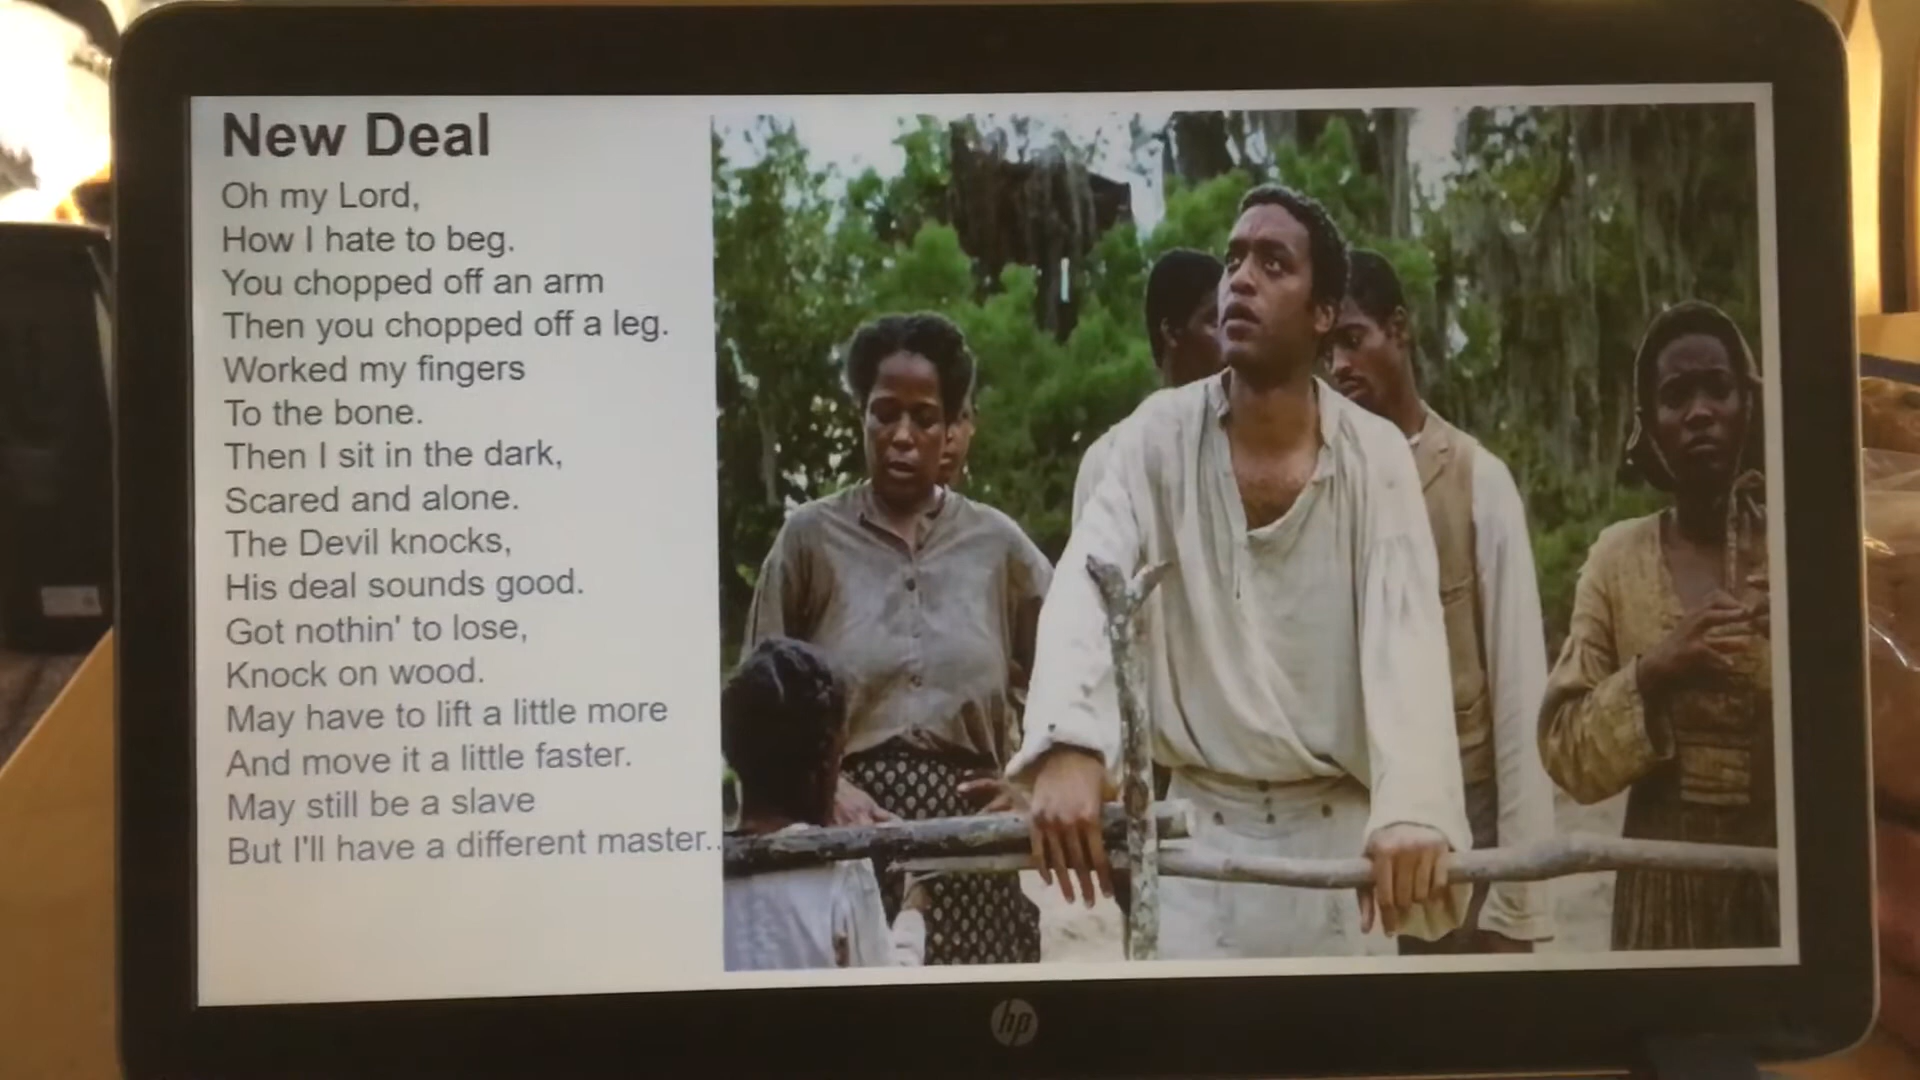 New Deal
Oh my Lord,
How I hate to beg.
You chopped off an arm
Then you chopped off a leg.
Worked my fingers
To the bone.
Then I sit in the dark,
Scared and alone.
The Devil knocks,
His deal sounds good.
Got nothin' to lose,
Knock on wood.
May have to lift a little more
And move it a little faster.
May still be a slave
But I'll have a different master..
hp